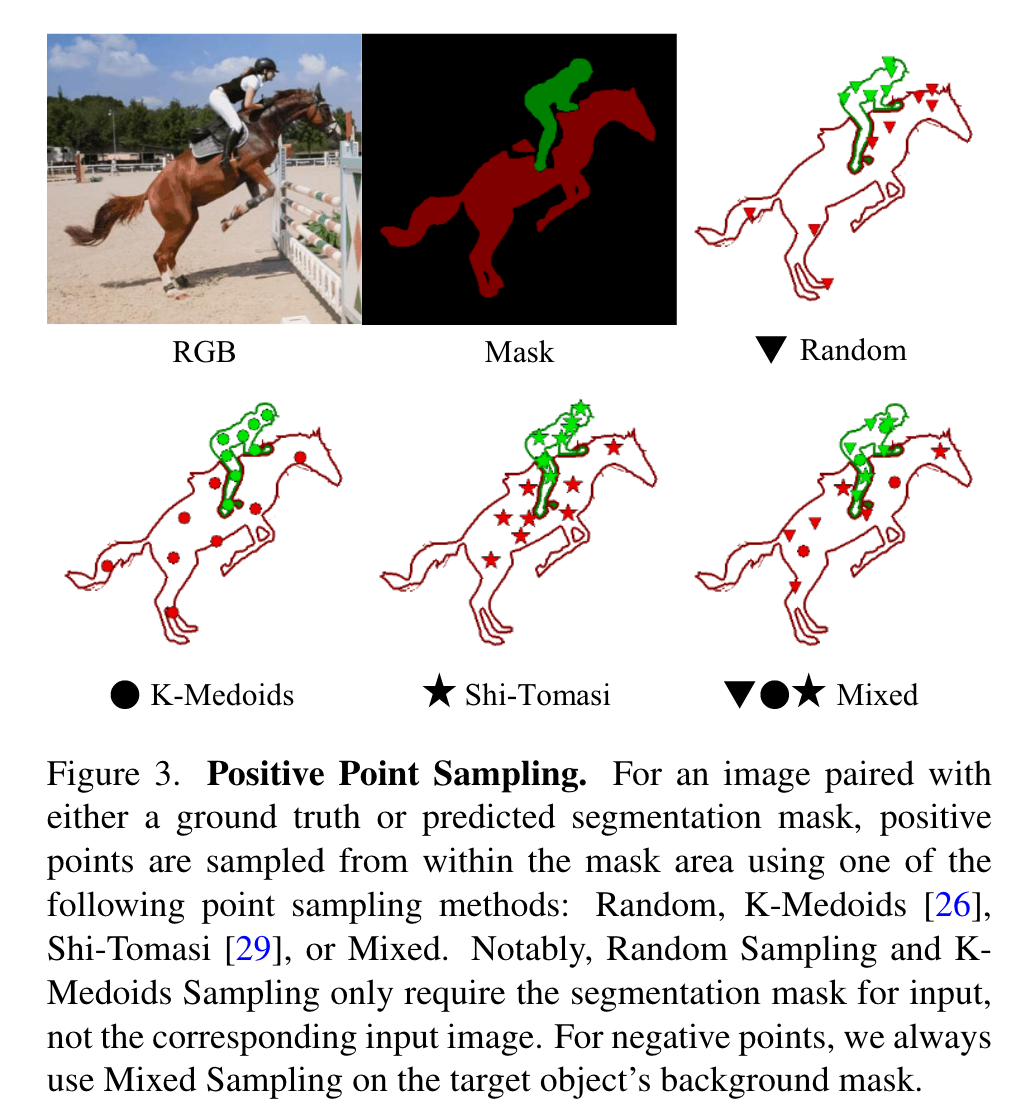 RGB
Mask
Random
K-Medoids
Shi-Tomasi
Mixed
Figure 3. Positive Point Sampling. For an image paired with
either a ground truth or predicted segmentation mask, positive
points are sampled from within the mask area using one of the
following point sampling methods: Random, K-Medoids [26],
Shi-Tomasi [29], or Mixed. Notably, Random Sampling and K-
Medoids Sampling only require the segmentation mask for input,
not the corresponding input image. For negative points, we always
use Mixed Sampling on the target object's background mask.